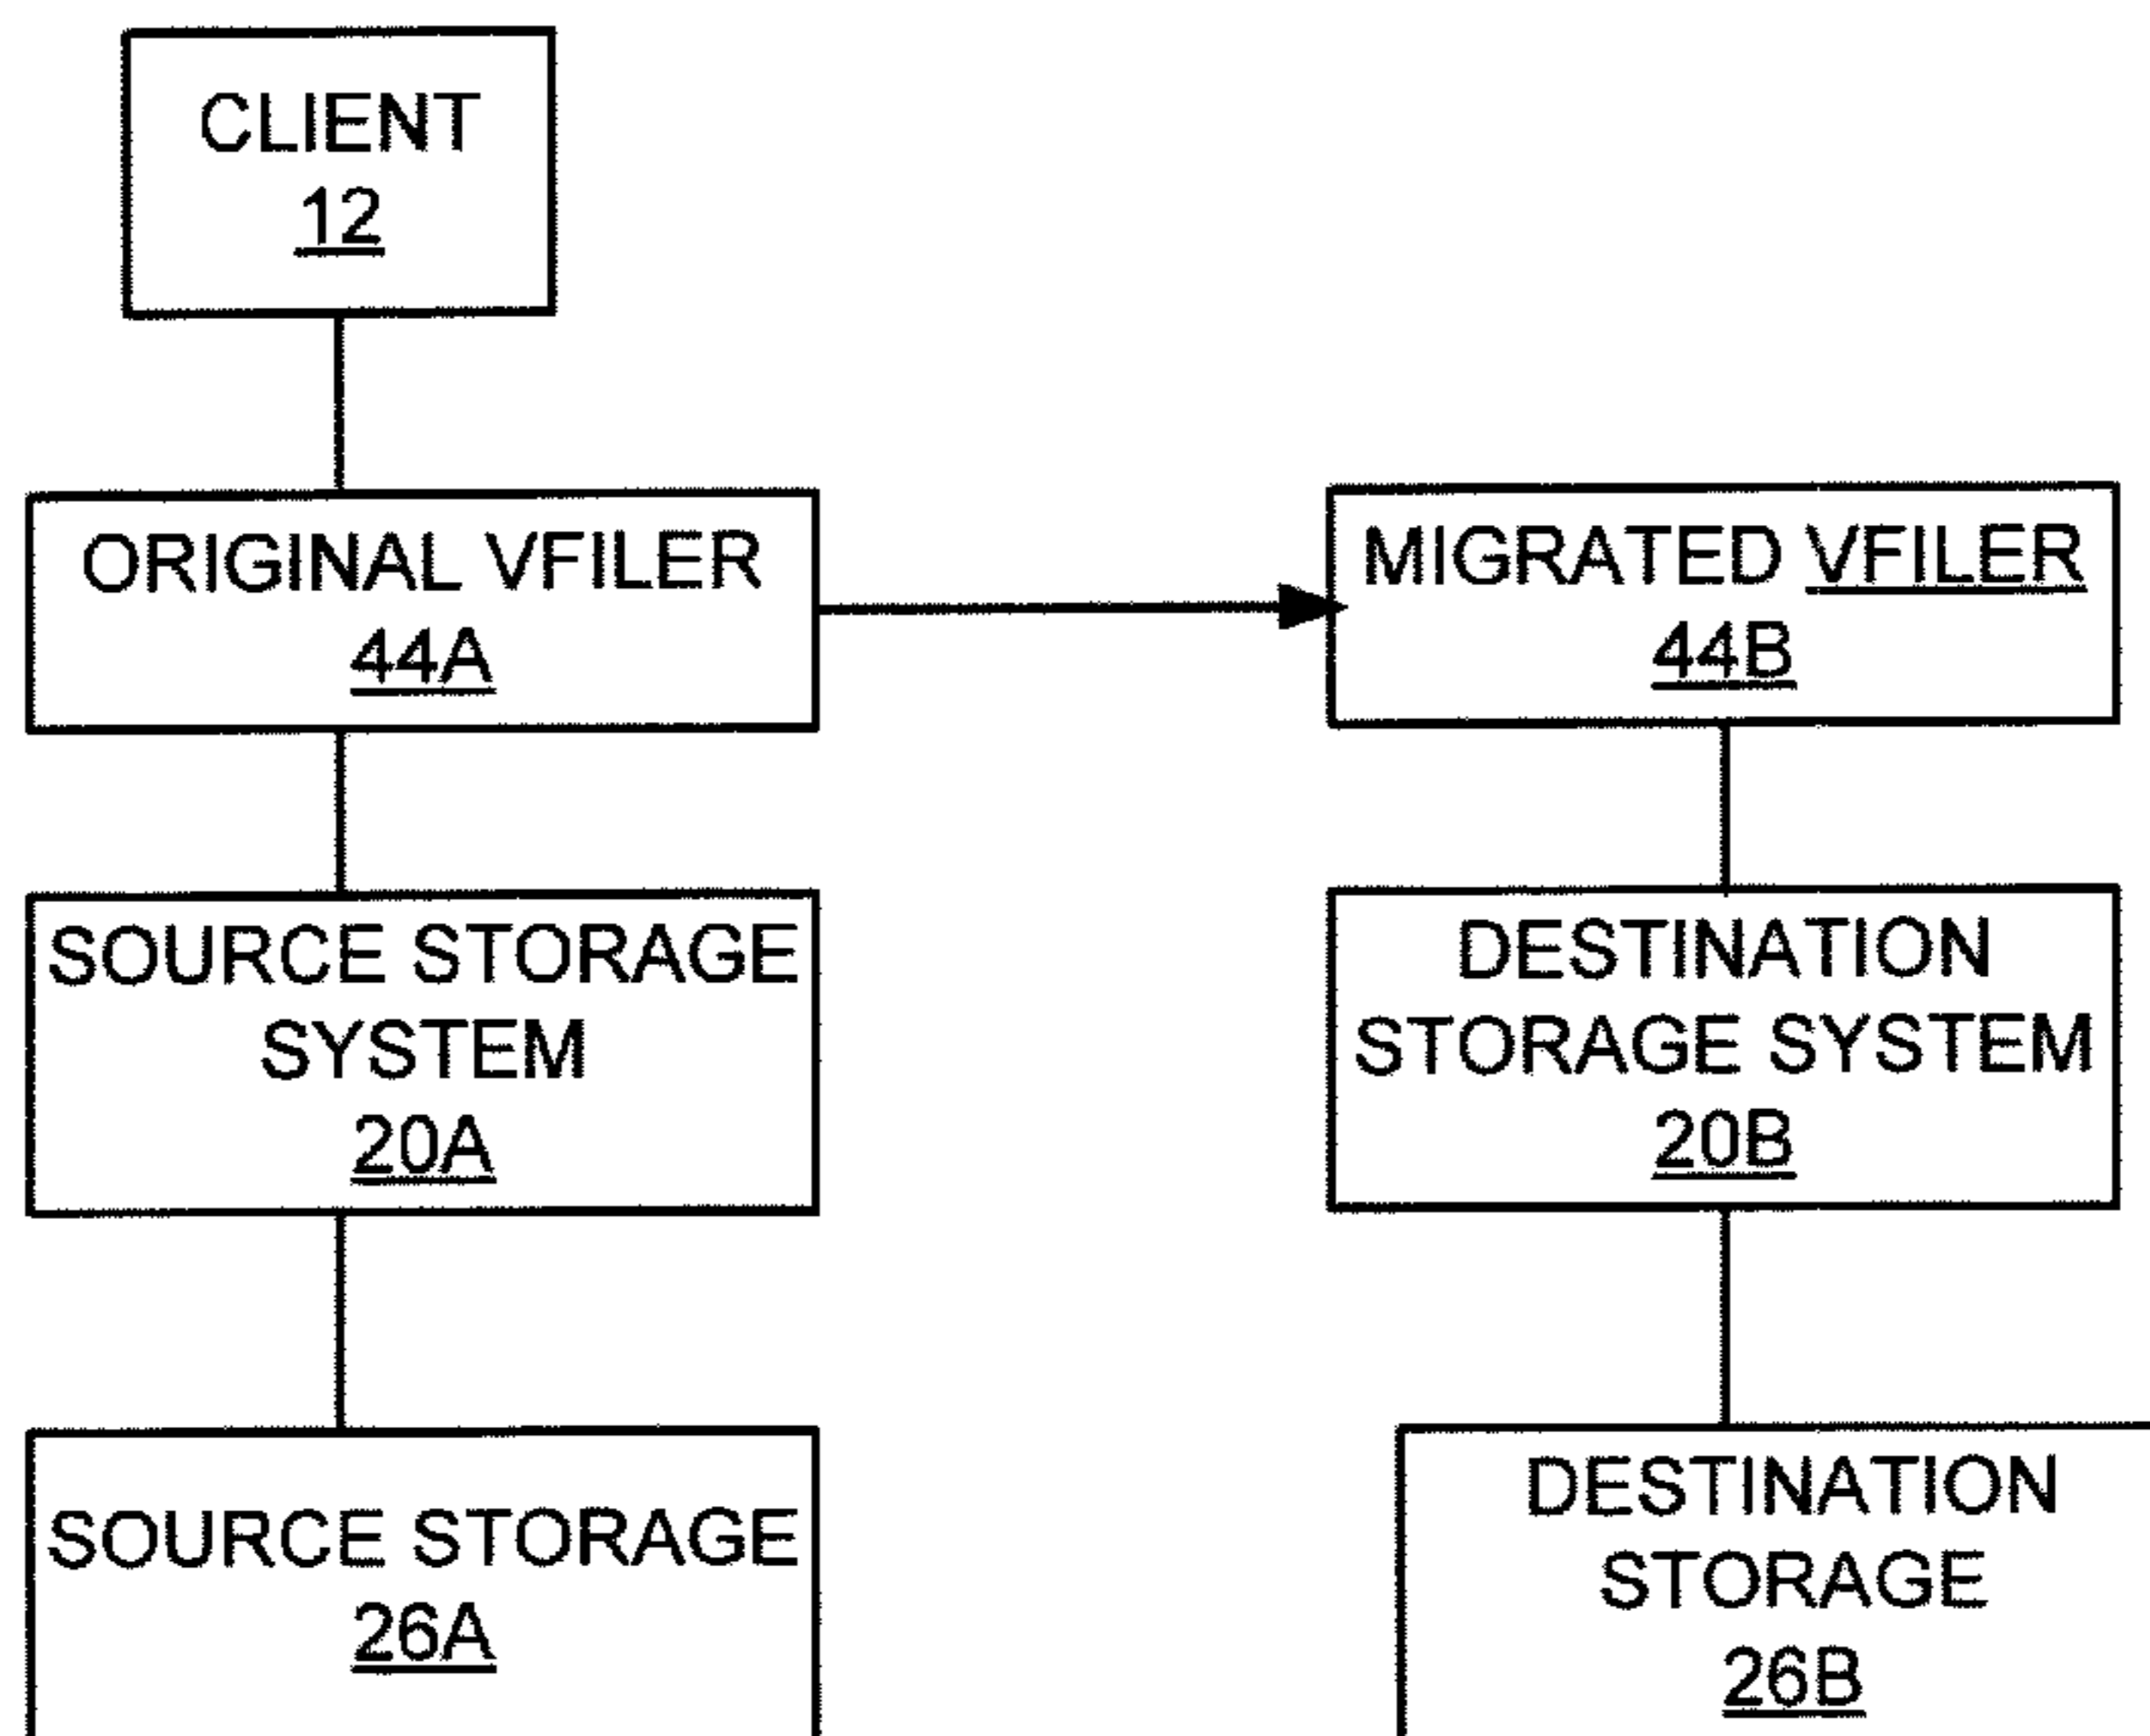 CLIENT
12
ORIGINAL VFILER
44A
MIGRATED VFILER
44B
SOURCE STORAGE
SYSTEM
20A
DESTINATION
STORAGE SYSTEM
20B
SOURCE STORAGE
26A
DESTINATION
STORAGE
26B